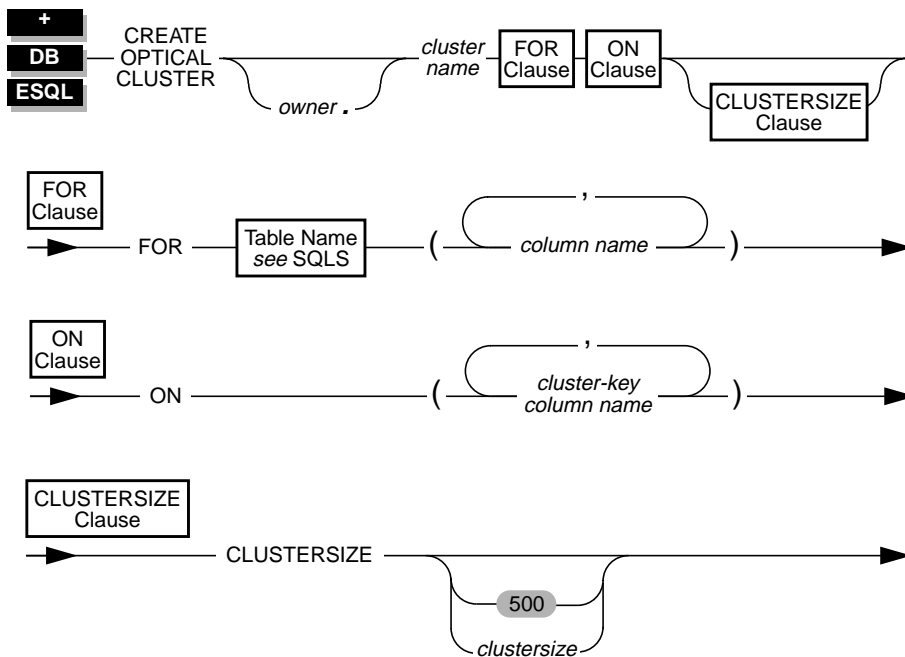 +
DB
ESQL
CREATE
OPTICAL
CLUSTER
owner .
cluster
name
FOR
Clause
ON
Clause
CLUSTERSIZE
Clause
FOR
Clause
FOR
Table Name
see SQLS
(
,
column name
)
ON
Clause
ON
(
,
cluster-key
column name
)
CLUSTERSIZE
Clause
CLUSTERSIZE
500
clustersize